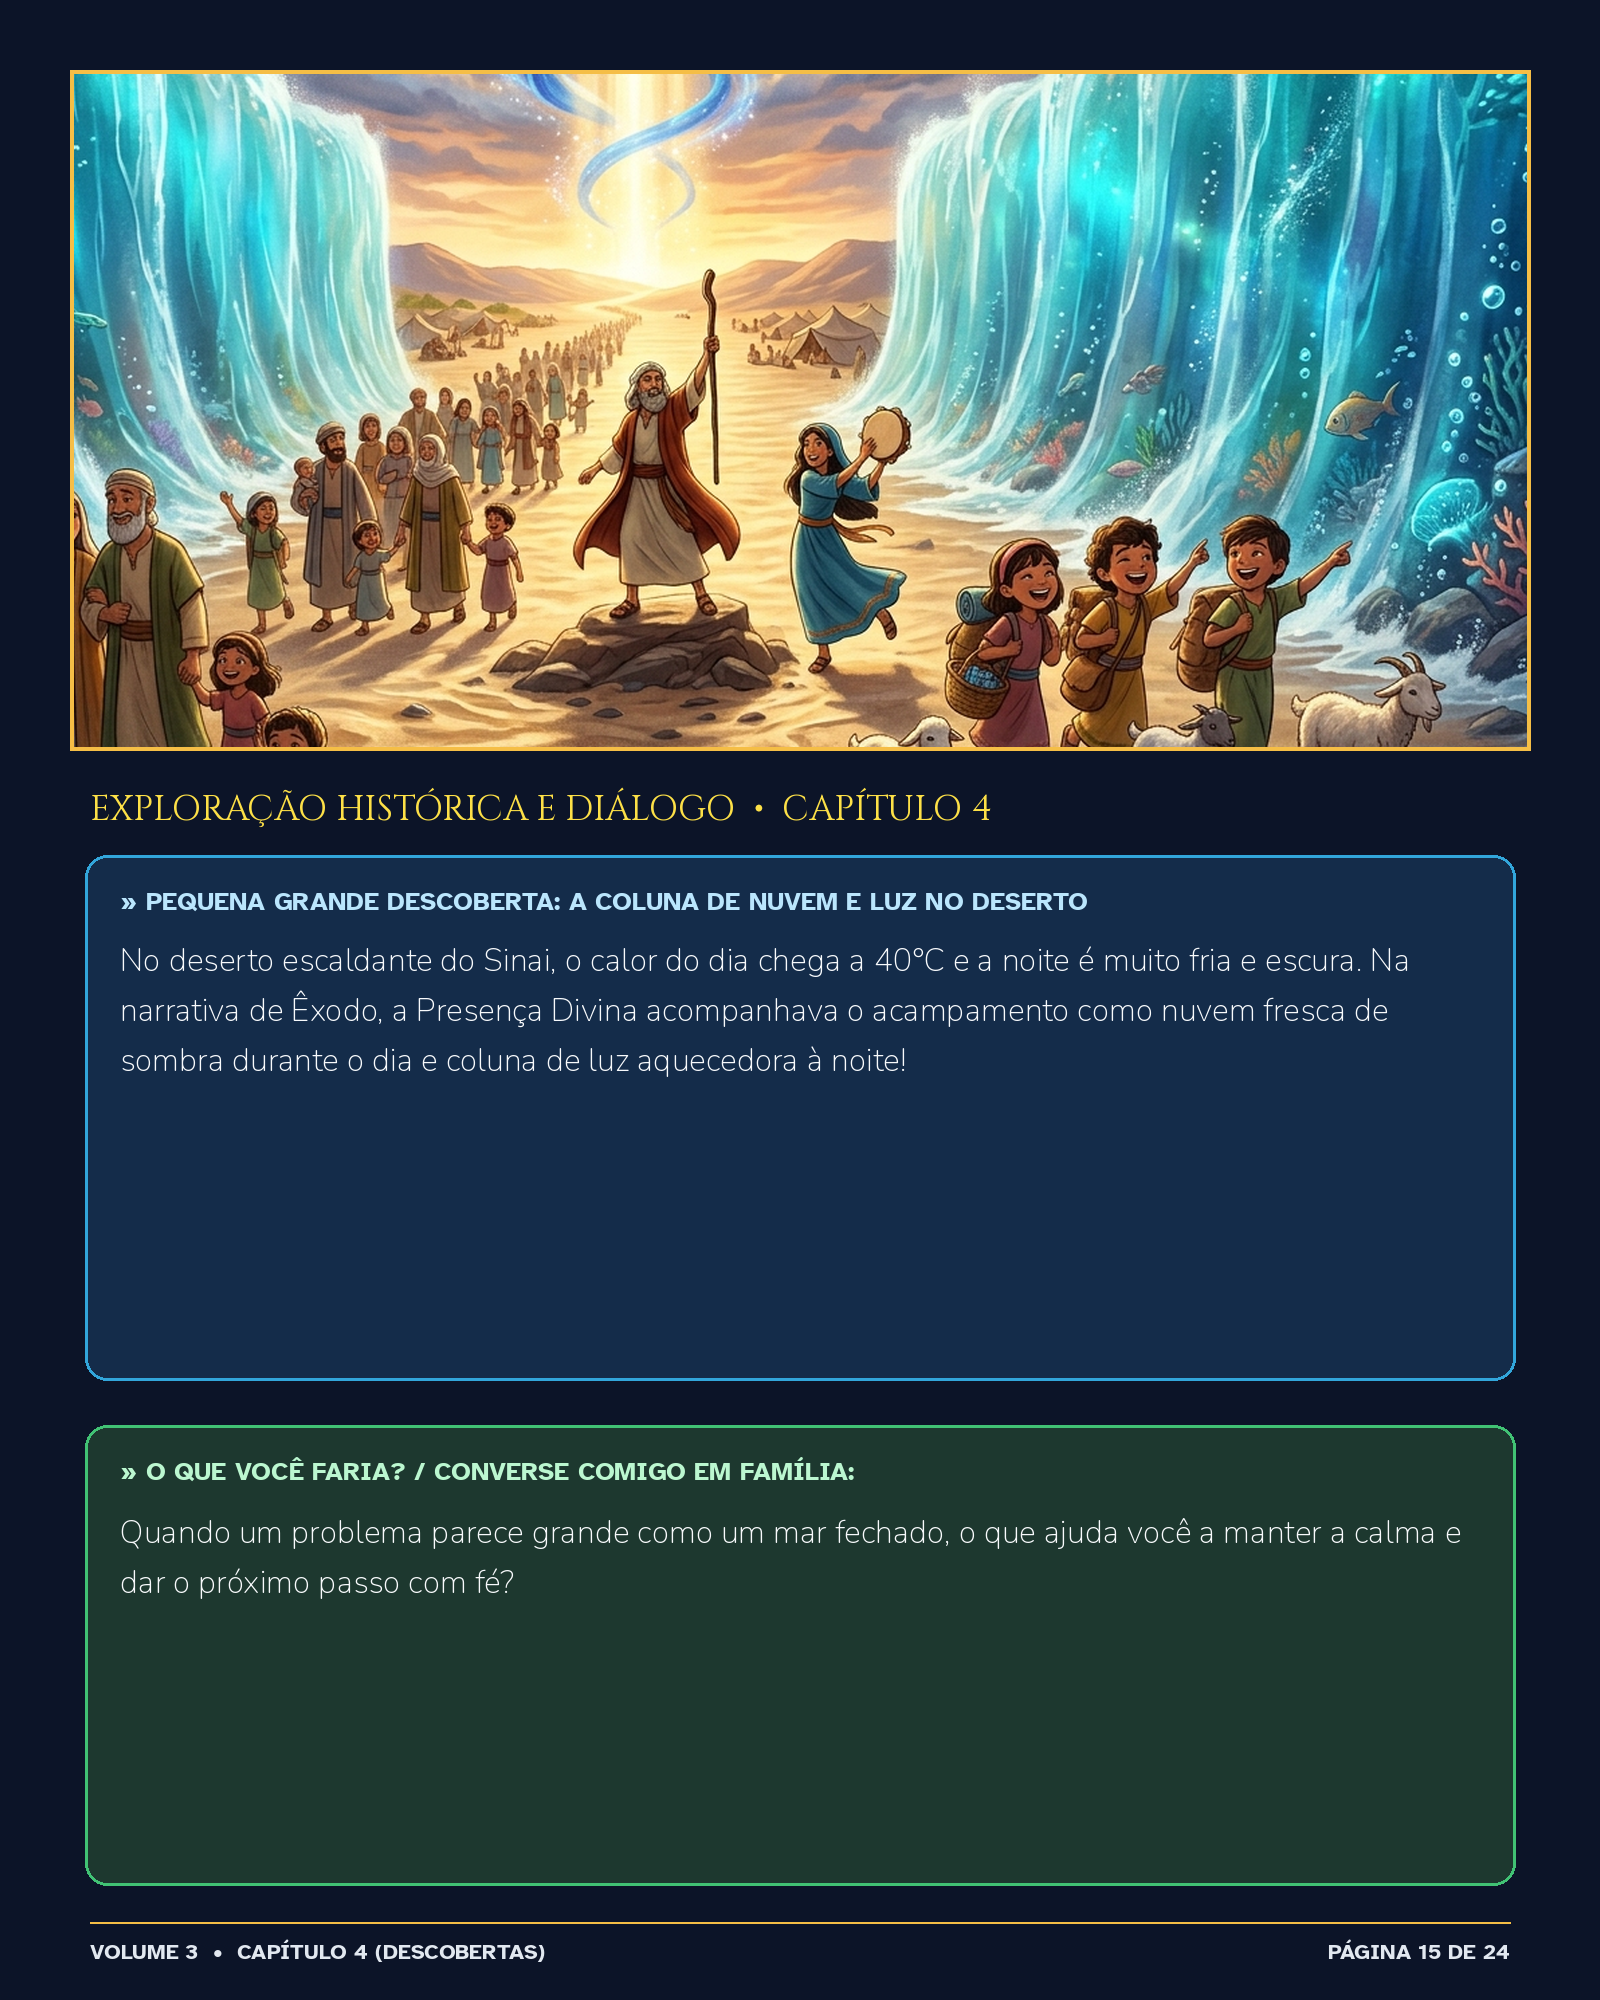 EXPLORAÇÃO HISTÓRICA E DIÁLOGO • CAPÍTULO 4
» PEQUENA GRANDE DESCOBERTA: A COLUNA DE NUVEM E LUZ NO DESERTO
No deserto escaldante do Sinai, o calor do dia chega a 40°C e a noite é muito fria e escura. Na
narrativa de Êxodo, a Presença Divina acompanhava o acampamento como nuvem fresca de
sombra durante o dia e coluna de luz aquecedora à noite!
» O QUE VOCÊ FARIA? / CONVERSE COMIGO EM FAMÍLIA:
Quando um problema parece grande como um mar fechado, o que ajuda você a manter a calma e
dar o próximo passo com fé?
VOLUME 3 • CAPÍTULO 4 (DESCOBERTAS)
PÁGINA 15 DE 24